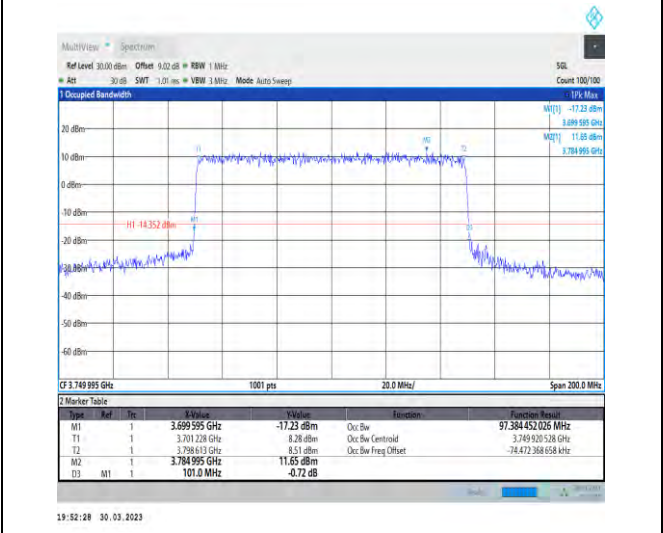 MultiView Spectrum
Ref Level 30.00 dBm Offset 9.02 dB RBW 1 MHz SGL
Att 30 dB SWT 1.01 ms VBW 3 MHz Mode Auto Sweep Count 100/100
1 Occupied Bandwidth 1Pk Max
M1[1] -17.23 dBm
3.699 595 GHz
M2[1] 11.65 dBm
3.784 995 GHz
20 dBm
M2
T1 T2
10 dBm
0 dBm
-10 dBm
M1
H1 -14.352 dBm
D3
-20 dBm
-30 dBm
-40 dBm
-50 dBm
-60 dBm
CF 3.749 995 GHz 1001 pts 20.0 MHz/ Span 200.0 MHz
2 Marker Table
Type Ref Trc X-Value Y-Value Function Function Result
M1 1 3.699 595 GHz -17.23 dBm Occ Bw 97.384 452 026 MHz
T1 1 3.701 228 GHz 8.28 dBm Occ Bw Centroid 3.749 920 528 GHz
T2 1 3.798 613 GHz 8.51 dBm Occ Bw Freq Offset -74.472 368 658 kHz
M2 1 3.784 995 GHz 11.65 dBm
D3 M1 1 101.0 MHz -0.72 dB
19:52:28 30.03.2023